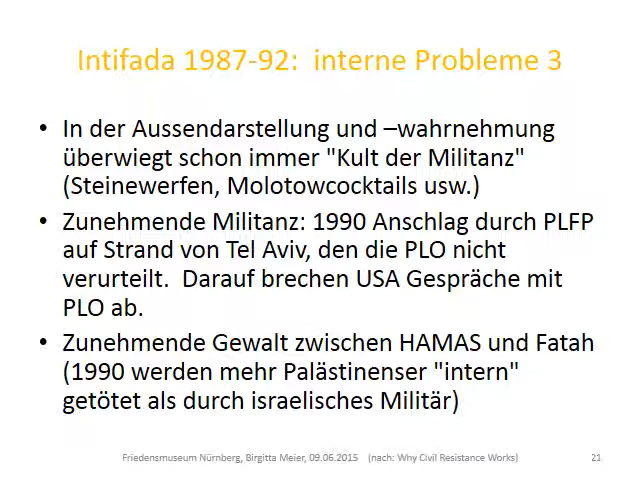 Intifada 1987-92:  interne Probleme 3
• In der Aussendarstellung und –wahrnehmung
überwiegt schon immer "Kult der Militanz"
(Steinewerfen, Molotowcocktails usw.)
• Zunehmende Militanz: 1990 Anschlag durch PLFP
auf Strand von Tel Aviv, den die PLO nicht
verurteilt.  Darauf brechen USA Gespräche mit
PLO ab.
• Zunehmende Gewalt zwischen HAMAS und Fatah
(1990 werden mehr Palästinenser "intern"
getötet als durch israelisches Militär)
Friedensmuseum Nürnberg, Birgitta Meier, 09.06.2015    (nach: Why Civil Resistance Works)    21